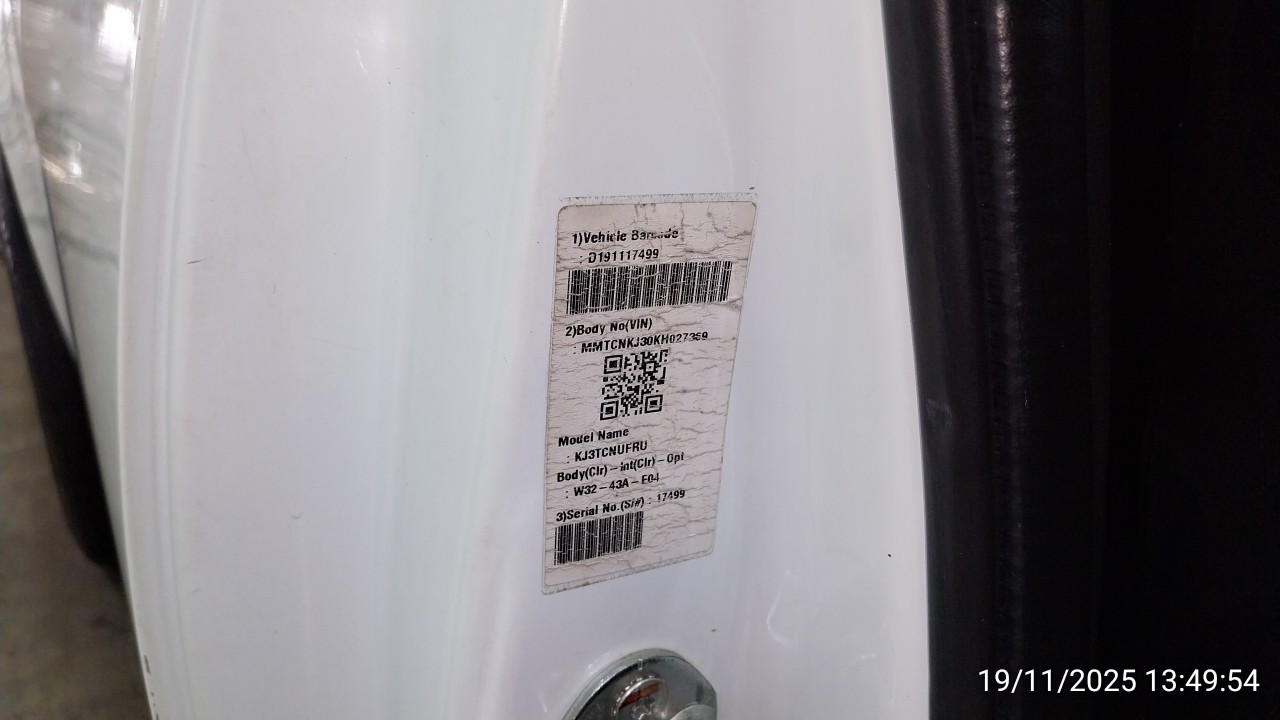 1)Vehicle Barcode
: D191117499
2)Body No(VIN)
: MMTCNKJ30KH027359
Model Name
: KJ3TCNUFRU
Body(Clr) – Int(Clr) – Opt
: W32 – 43A – E04
3)Serial No.(S/#) : 17499
19/11/2025 13:49:54